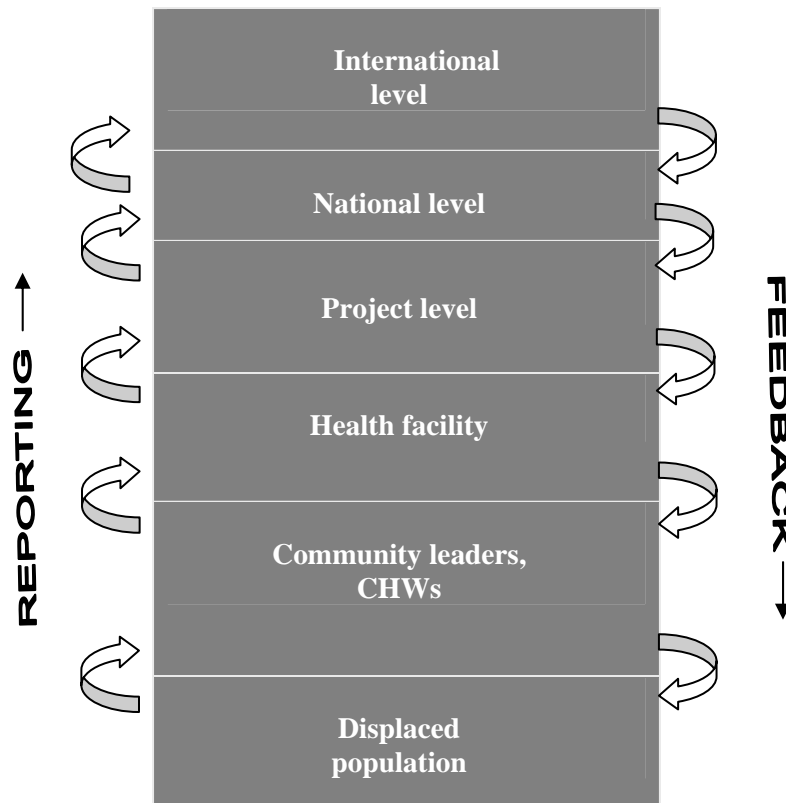 International
level
National level
Project level
Health facility
Community leaders,
CHWs
Displaced
population
REPORTING →
FEEDBACK →